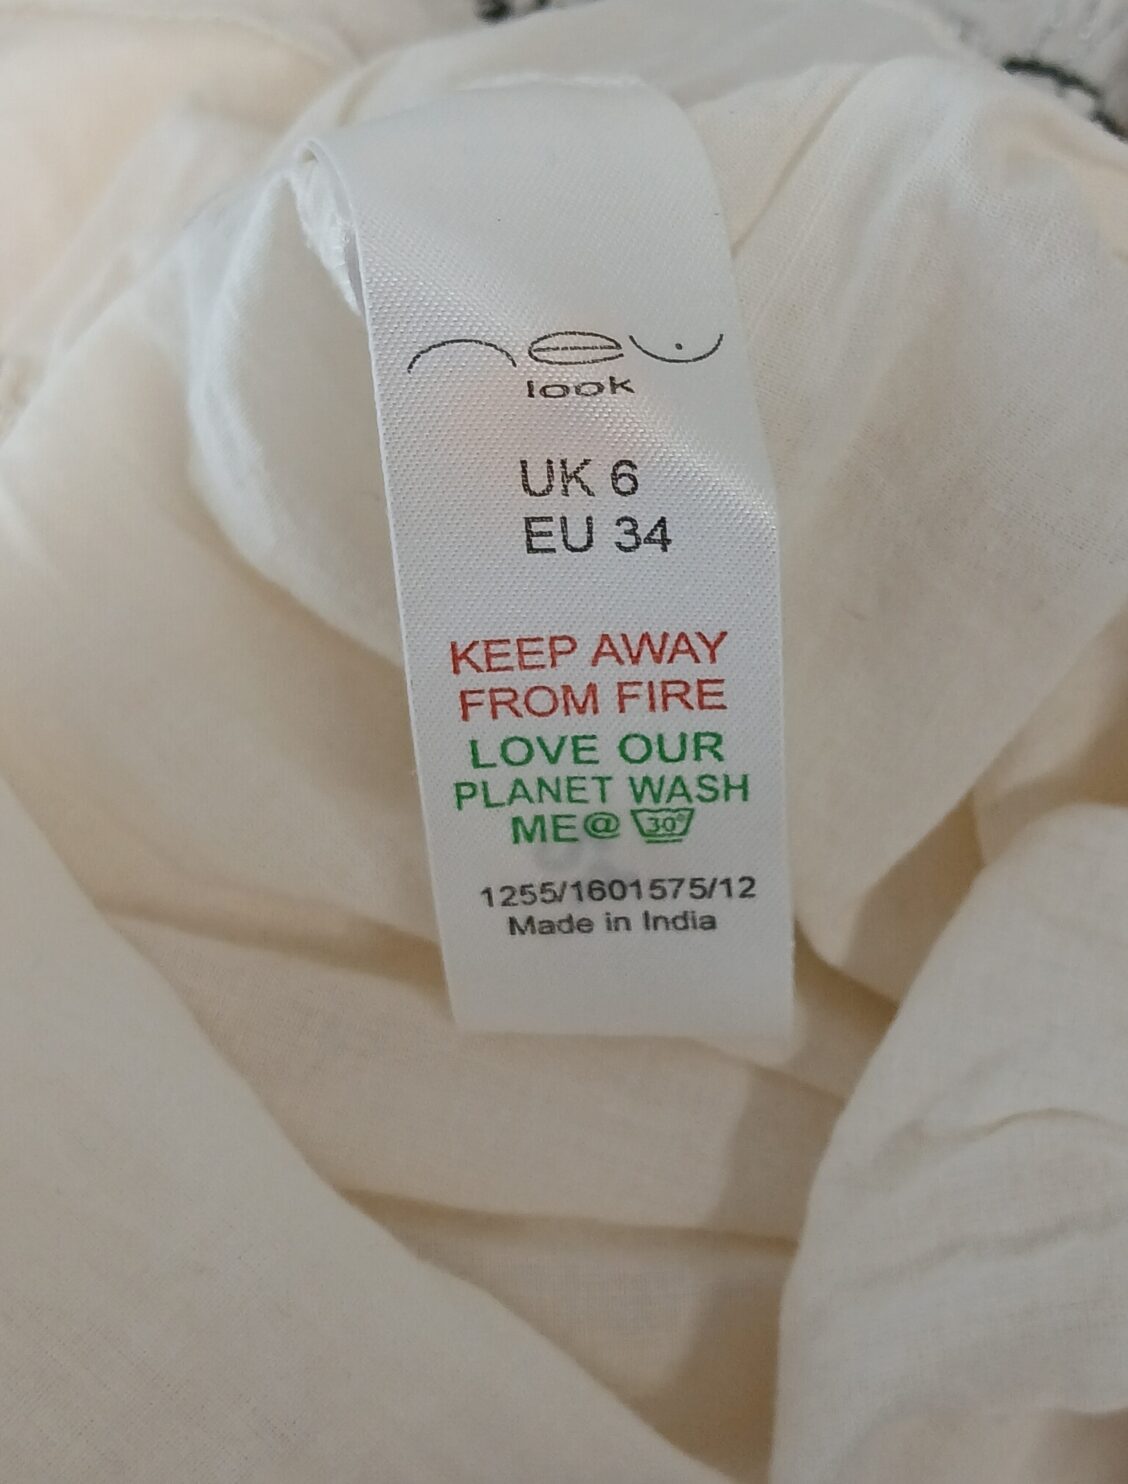 look
UK 6
EU 34
KEEP AWAY
FROM FIRE
LOVE OUR
PLANET WASH
ME@ 30°
1255/1601575/12
Made in India